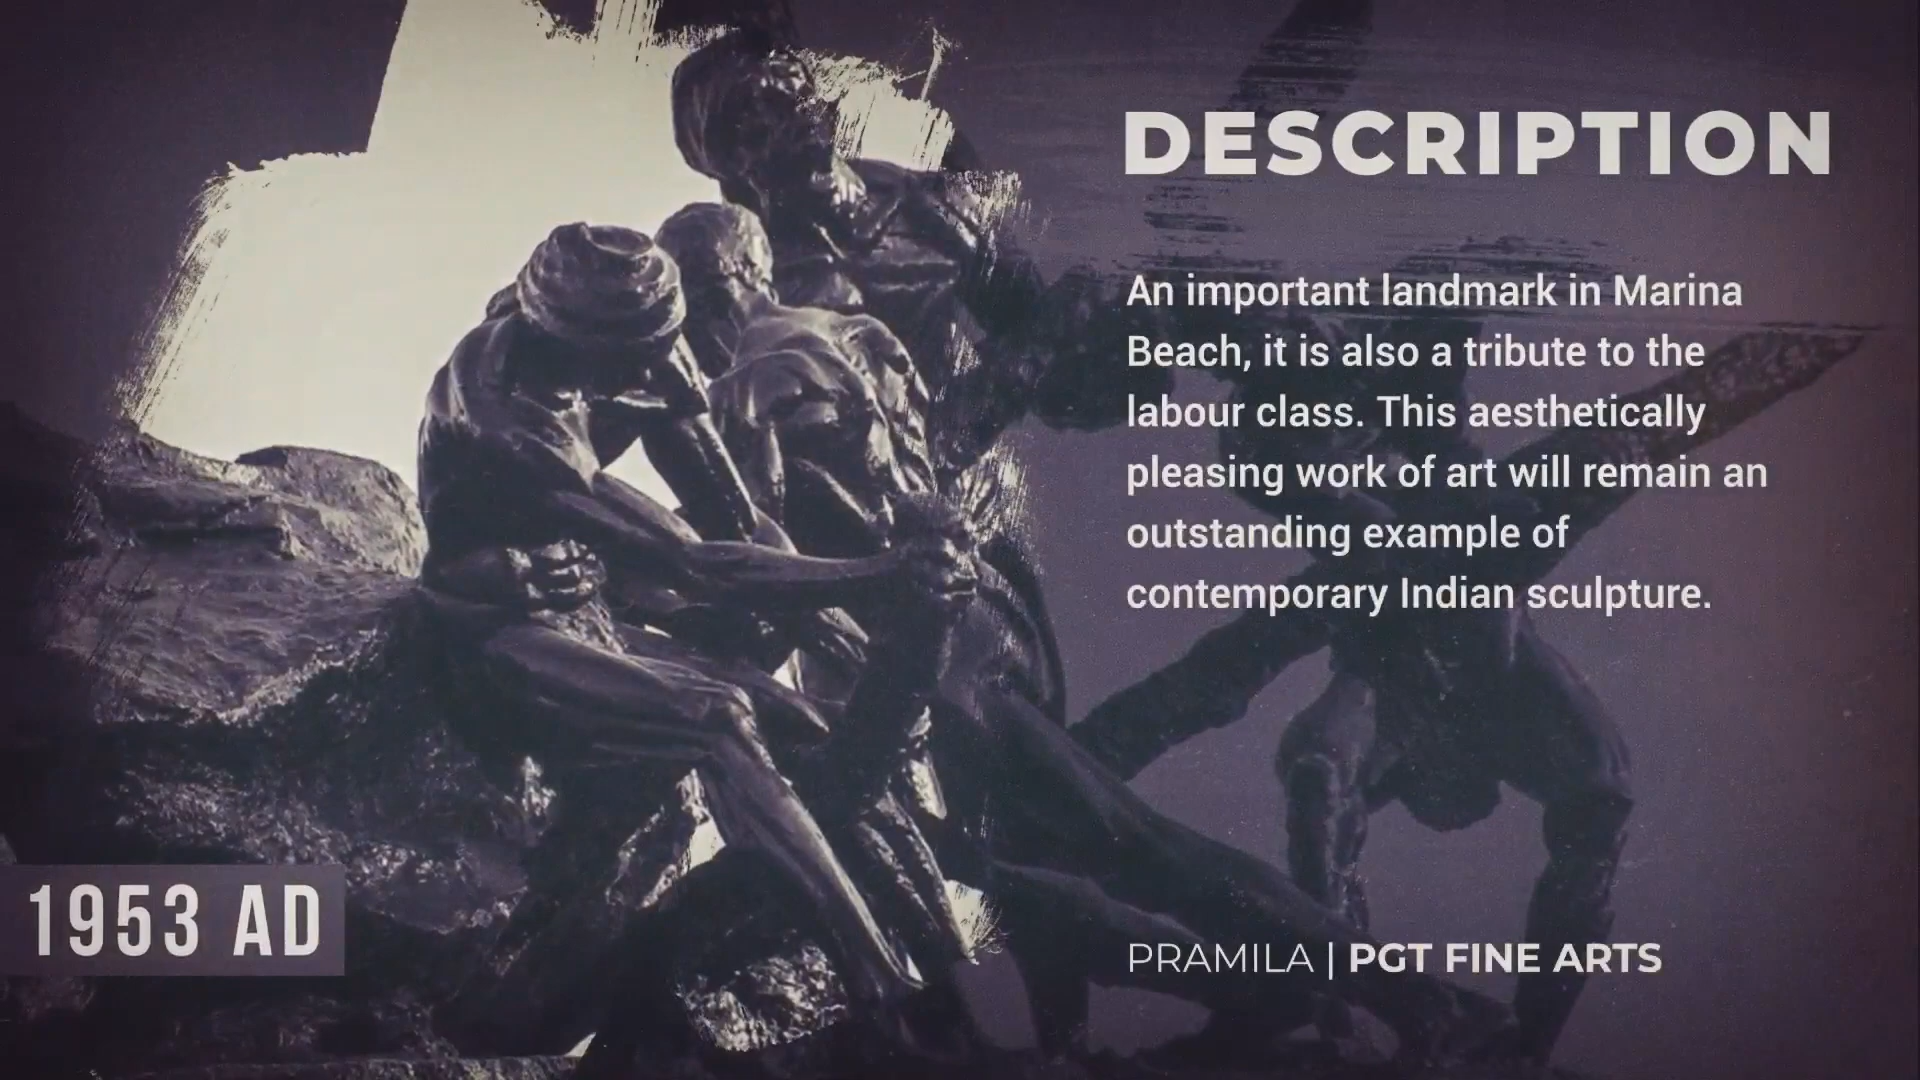 DESCRIPTION
An important landmark in Marina
Beach, it is also a tribute to the
labour class. This aesthetically
pleasing work of art will remain an
outstanding example of
contemporary Indian sculpture.
1953 AD
PRAMILA | PGT FINE ARTS